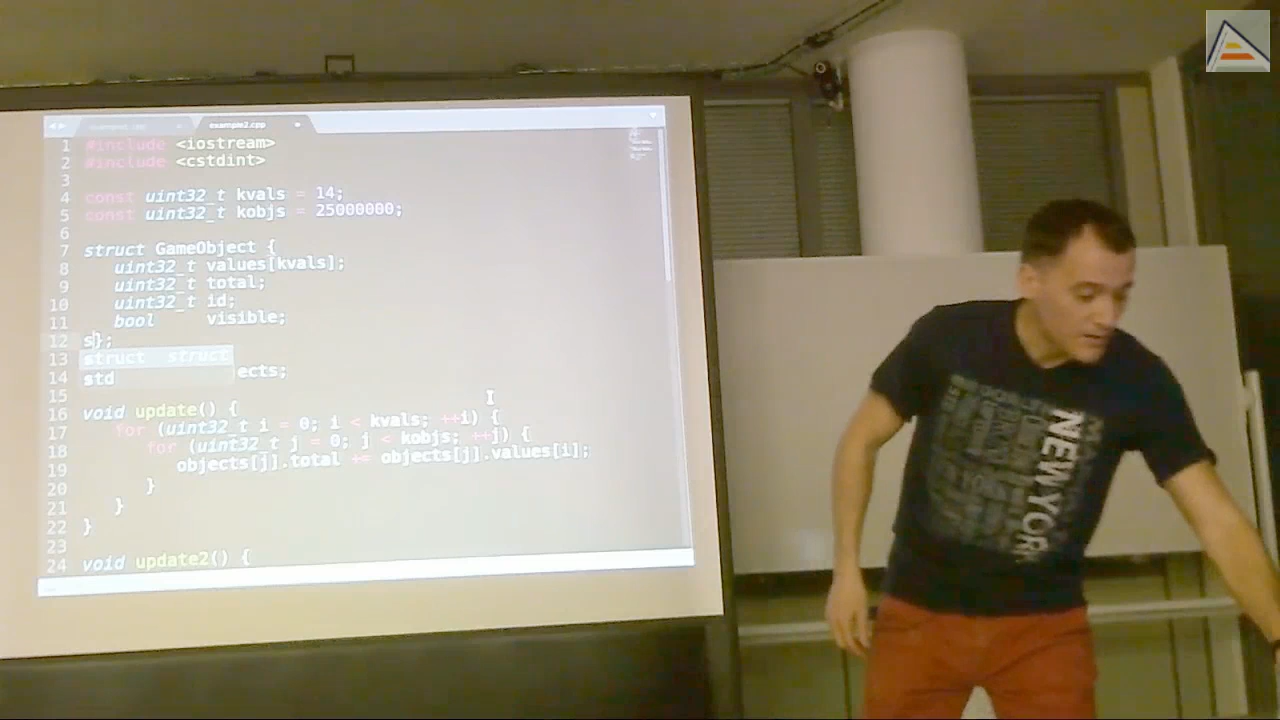 example2.cpp
1 #include <iostream>
2 #include <cstdint>
3
4 const uint32_t kvals = 14;
5 const uint32_t kobjs = 25000000;
6
7 struct GameObject {
8 uint32_t values[kvals];
9 uint32_t total;
10 uint32_t id;
11 bool visible;
12 s};
13 struct struct
14 std ects;
15
16 void update() {
17 for (uint32_t i = 0; i < kvals; ++i) {
18 for (uint32_t j = 0; j < kobjs; ++j) {
19 objects[j].total += objects[j].values[i];
20 }
21 }
22 }
23
24 void update2() {
NEW YORK